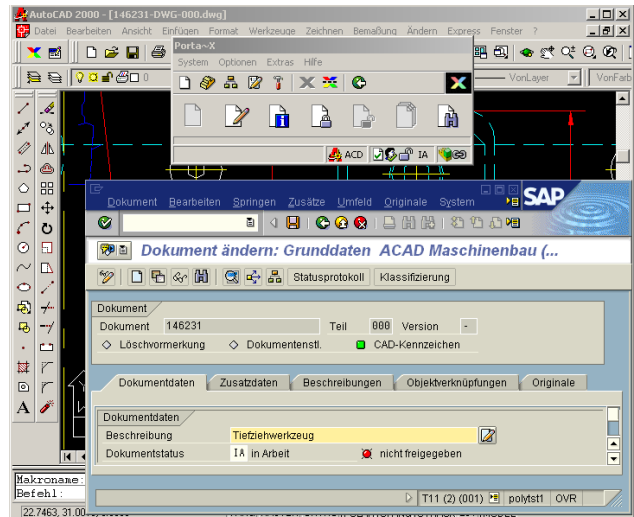 AutoCAD 2000 - [146231-DWG-000.dwg]
Datei Bearbeiten Ansicht Einfügen Format Werkzeuge Zeichnen Bemaßung Ändern Express Fenster ?
Porta~X
System Optionen Extras Hilfe
0
VonLayer
VonFarb
ACD
IA
Dokument Bearbeiten Springen Zusätze Umfeld Originale System
SAP
Dokument ändern: Grunddaten ACAD Maschinenbau (...
Statusprotokoll Klassifizierung
Dokument
Dokument 146231 Teil 000 Version -
Löschvormerkung Dokumentenstl. CAD-Kennzeichen
Dokumentdaten Zusatzdaten Beschreibungen Objektverknüpfungen Originale
Dokumentdaten
Beschreibung Tiefziehwerkzeug
Dokumentstatus IA in Arbeit nicht freigegeben
Makroname:
Befehl:
T11 (2) (001) polytst1 OVR